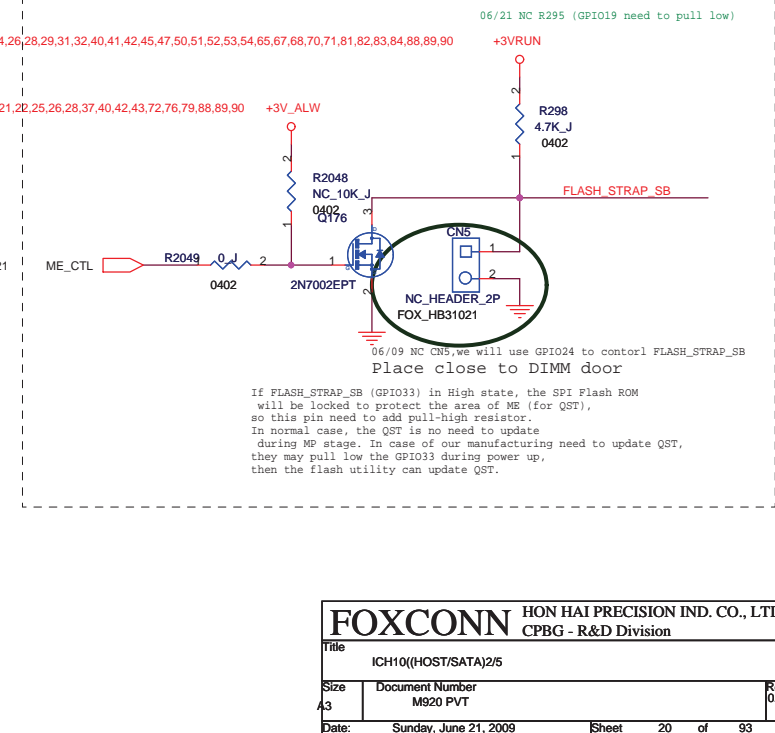 06/21 NC R295 (GPIO19 need to pull low)
4,26,28,29,31,32,40,41,42,45,47,50,51,52,53,54,65,67,68,70,71,81,82,83,84,88,89,90
+3VRUN
21,22,25,26,28,37,40,42,43,72,76,79,88,89,90
+3V_ALW
2
R298
4.7K_J
0402
1
2
R2048
NC_10K_J
0402
1
FLASH_STRAP_SB
3
Q176
CN5
1
21
ME_CTL
R2049
0_J
2
1
0402
2N7002EPT
2
2
NC_HEADER_2P
FOX_HB31021
06/09 NC CN5,we will use GPIO24 to contorl FLASH_STRAP_SB
Place close to DIMM door
If FLASH_STRAP_SB (GPIO33) in High state, the SPI Flash ROM
will be locked to protect the area of ME (for QST),
so this pin need to add pull-high resistor.
In normal case, the QST is no need to update
during MP stage. In case of our manufacturing need to update QST,
they may pull low the GPIO33 during power up,
then the flash utility can update QST.
FOXCONN
HON HAI PRECISION IND. CO., LTD
CPBG - R&D Division
Title
ICH10((HOST/SATA)2/5
Size
Document Number
R
A3
M920 PVT
0.
Date:
Sunday, June 21, 2009
Sheet
20
of
93